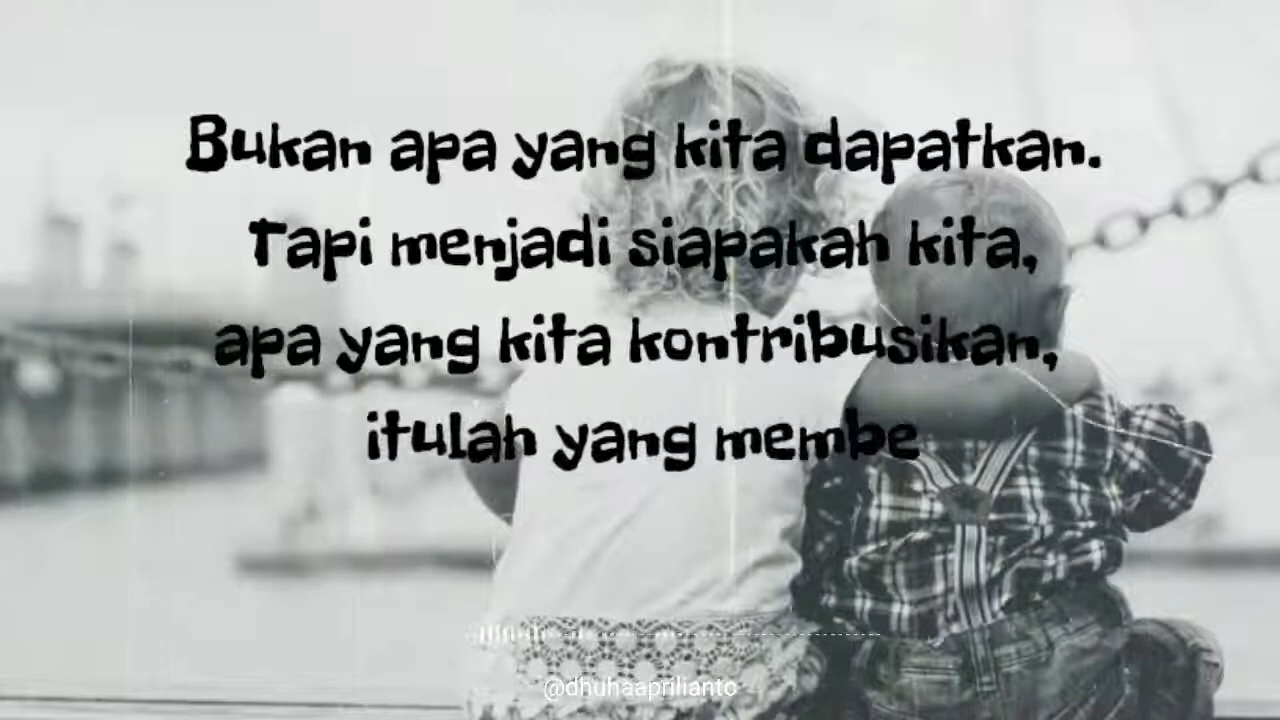 Bukan apa yang kita dapatkan.
Tapi menjadi siapakah kita,
apa yang kita kontribusikan,
itulah yang membe
@dhuhaaprilianto